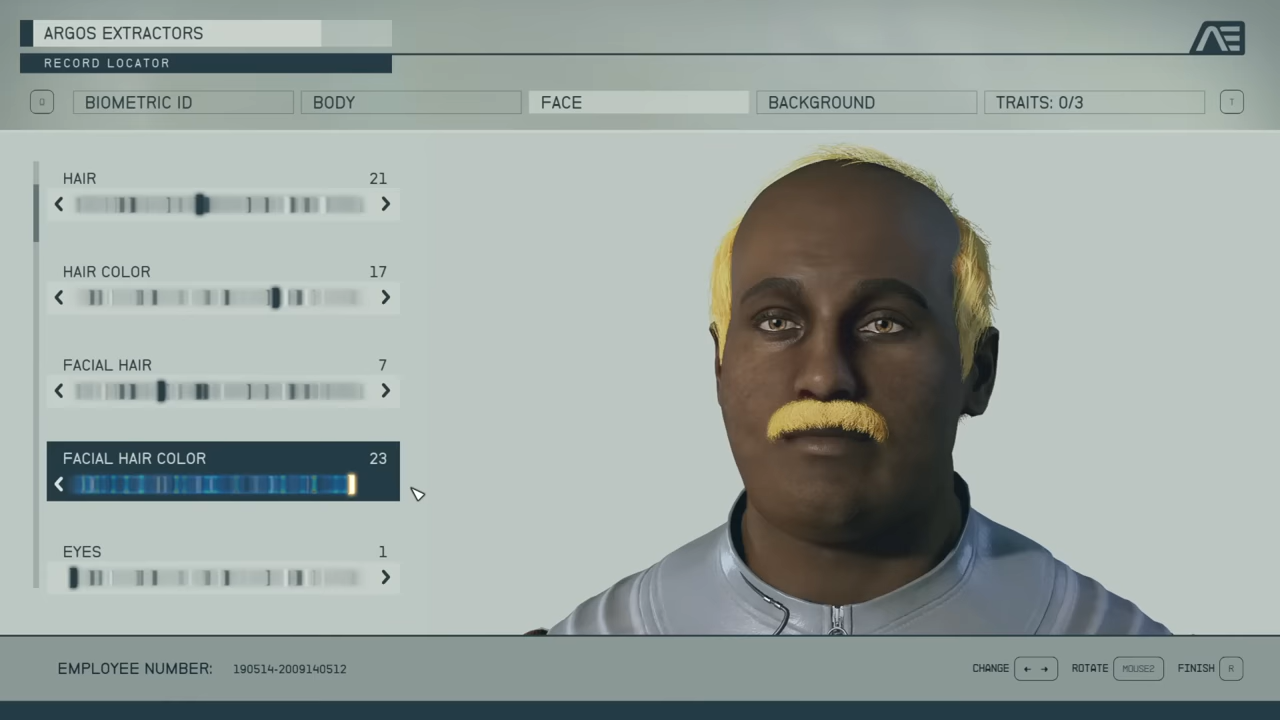 ARGOS EXTRACTORS
AE
RECORD LOCATOR
Q BIOMETRIC ID BODY FACE BACKGROUND TRAITS: 0/3 T
HAIR 21
HAIR COLOR 17
FACIAL HAIR 7
FACIAL HAIR COLOR 23
EYES 1
EMPLOYEE NUMBER: 190514-2009140512
CHANGE ROTATE MOUSE2 FINISH R